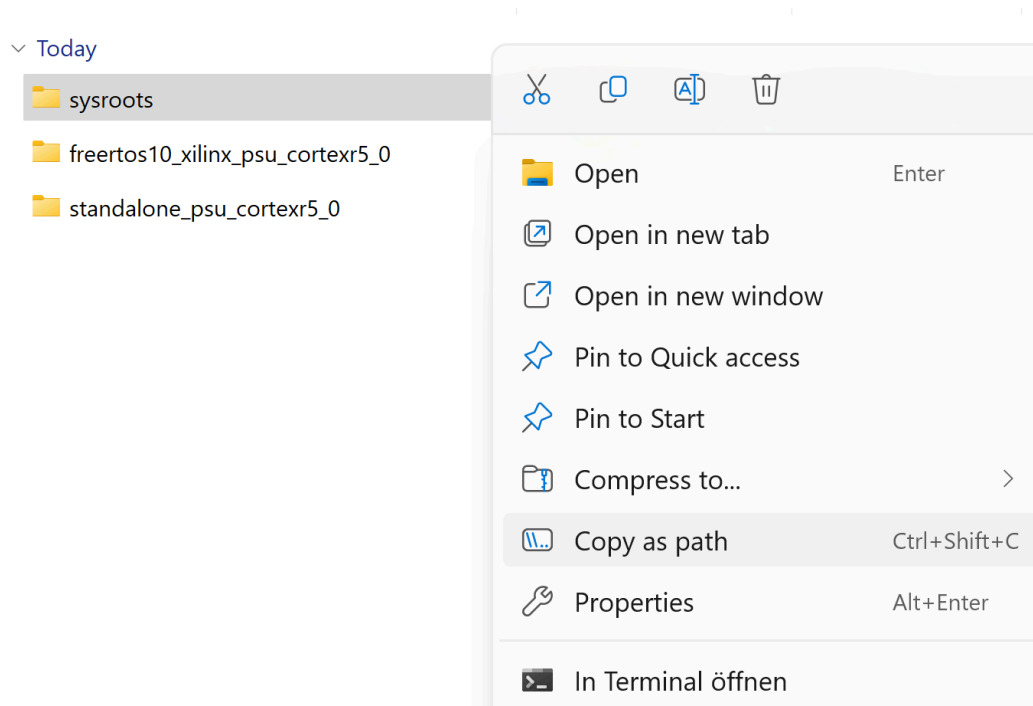 Today
sysroots
freertos10_xilinx_psu_cortexr5_0
standalone_psu_cortexr5_0
Open Enter
Open in new tab
Open in new window
Pin to Quick access
Pin to Start
Compress to...
Copy as path Ctrl+Shift+C
Properties Alt+Enter
In Terminal öffnen